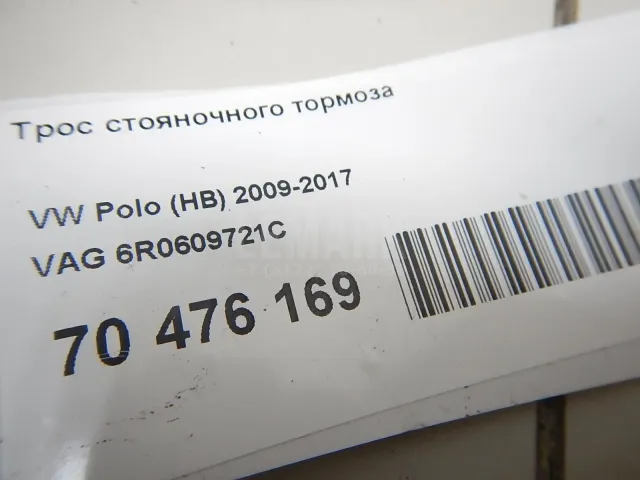 Трос стояночного тормоза
VW Polo (HB) 2009-2017
VAG 6R0609721C
70 476 169